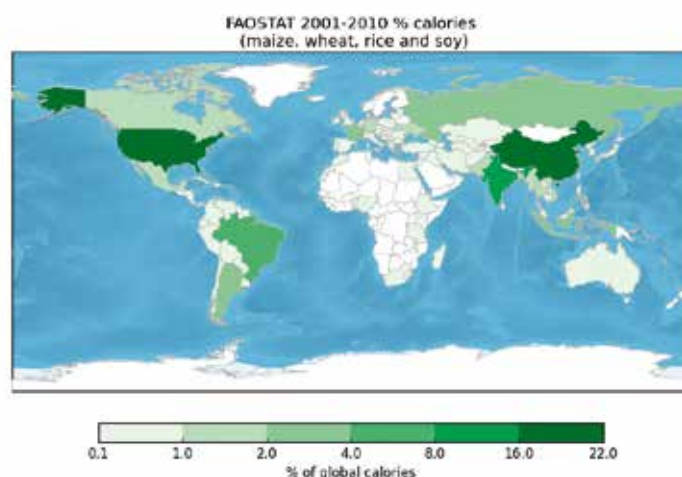 FAOSTAT 2001-2010 % calories
(maize, wheat, rice and soy)
0.1 1.0 2.0 4.0 8.0 16.0 22.0
% of global calories